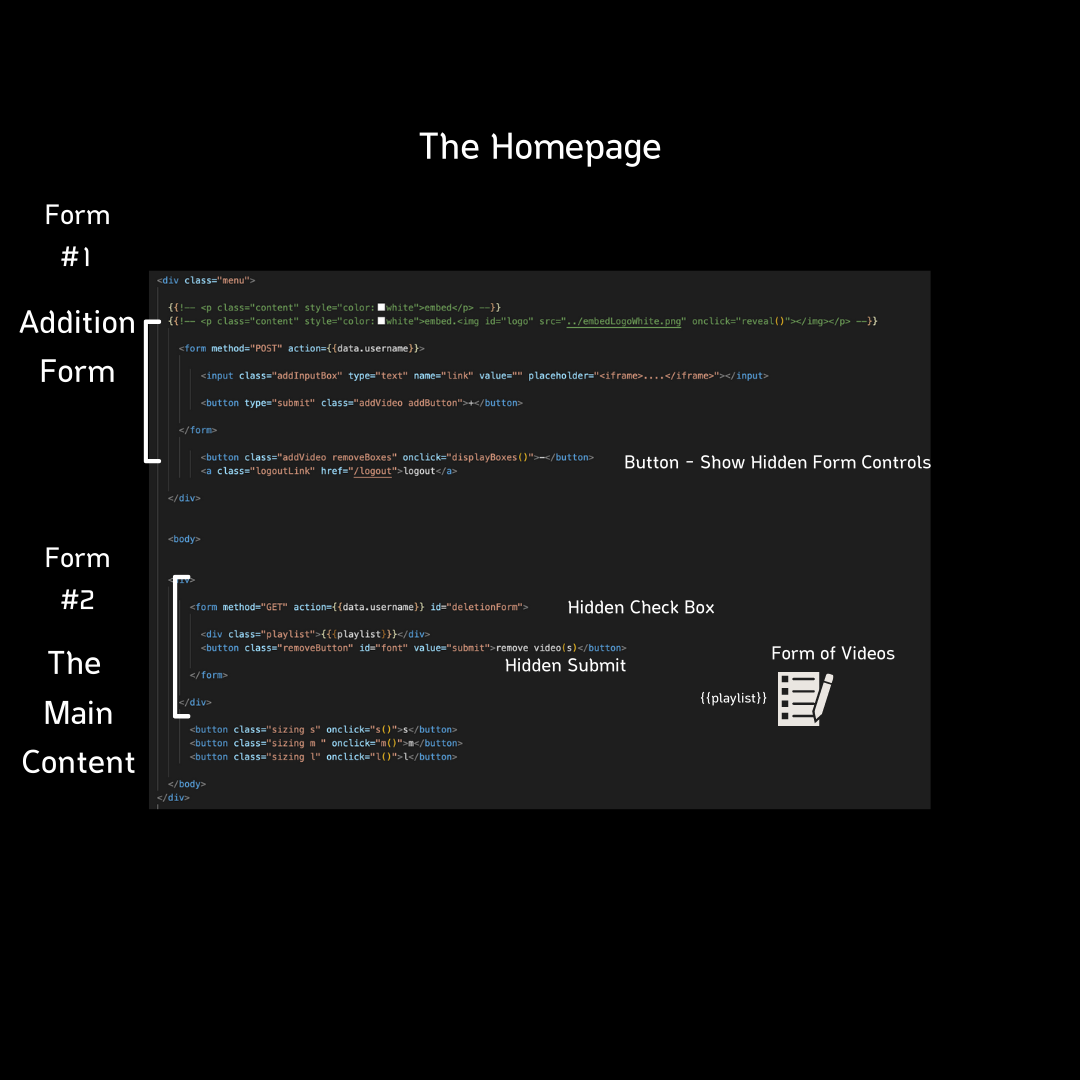 The Homepage
Form
#1
Addition
Form
<div class="menu">
{{!-- <p class="content" style="color:white">embed</p> --}}
{{!-- <p class="content" style="color:white">embed.<img id="logo" src="../embedLogoWhite.png" onclick="reveal()"></img></p> --}}
<form method="POST" action={{data.username}}>
<input class="addInputBox" type="text" name="link" value="" placeholder="<iframe>....</iframe>"></input>
<button type="submit" class="addVideo addButton">+</button>
</form>
<button class="addVideo removeBoxes" onclick="displayBoxes()">-</button>
<a class="logoutLink" href="/logout">logout</a>
Button - Show Hidden Form Controls
</div>
<body>
Form
#2
The
Main
Content
<div>
<form method="GET" action={{data.username}} id="deletionForm">
Hidden Check Box
<div class="playlist">{{{playlist}}}</div>
<button class="removeButton" id="font" value="submit">remove video(s)</button>
Hidden Submit
</form>
Form of Videos
{{playlist}}
</div>
<button class="sizing s" onclick="s()">s</button>
<button class="sizing m " onclick="m()">m</button>
<button class="sizing l" onclick="l()">l</button>
</body>
</div>